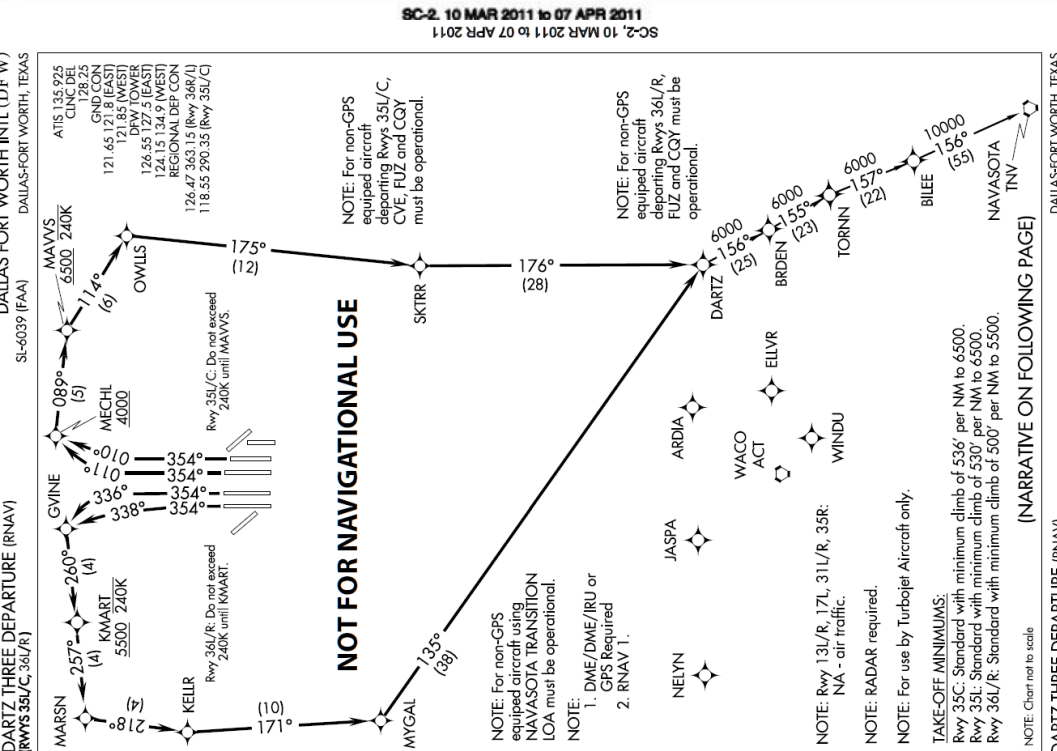 SC-2. 10 MAR 2011 to 07 APR 2011
SC-2, 10 MAR 2011 to 07 APR 2011
DARTZ THREE DEPARTURE (RNAV)
(RWYS35L/C,36L/R)
SL-6039 (FAA)
DALLAS FORT WORTH INTL (DFW)
DALLAS-FORT WORTH, TEXAS
ATIS 135.925
CLNC DEL
128.25
GND CON
121.65 121.8 (EAST)
121.85 (WEST)
DFW TOWER
126.55 127.5 (EAST)
124.15 134.9 (WEST)
REGIONAL DEP CON
126.47 363.15 (Rwy 36R/L)
118.55 290.35 (Rwy 35L/C)
MAVVS
6500 240K
114°
(6)
OWLLS
089°
(5)
MECHL
4000
010°
011°
354°
354°
GVINE
336°
338°
354°
354°
260°
(4)
KMART
5500 240K
257°
(4)
MARSN
218°
(4)
KELLR
(10)
171°
MYGAL
135°
(38)
175°
(12)
SKTRR
176°
(28)
DARTZ
6000
156°
(25)
BRDEN
6000
155°
(23)
TORNN
6000
157°
(22)
BILEE
10000
156°
(55)
NAVASOTA
TNV
Rwy 35L/C: Do not exceed
240K until MAVVS.
Rwy 36L/R: Do not exceed
240K until KMART.
NOT FOR NAVIGATIONAL USE
NOTE: For non-GPS
equiped aircraft
departing Rwys 35L/C,
CVE, FUZ and CQY
must be operational.
NOTE: For non-GPS
equiped aircraft
departing Rwys 36L/R,
FUZ and CQY must be
operational.
NOTE: For non-GPS
equiped aircraft using
NAVASOTA TRANSITION
LOA must be operational.
NOTE:
1. DME/DME/IRU or
GPS Required
2. RNAV 1.
NELYN
JASPA
ARDIA
WACO
ACT
ELLVR
WINDU
NOTE: Rwy 13L/R, 17L, 31L/R, 35R:
NA - air traffic.
NOTE: RADAR required.
NOTE: For use by Turbojet Aircraft only.
TAKE-OFF MINIMUMS:
Rwy 35C: Standard with minimum climb of 536' per NM to 6500.
Rwy 35L: Standard with minimum climb of 530' per NM to 6500.
Rwy 36L/R: Standard with minimum climb of 500' per NM to 5500.
NOTE: Chart not to scale
(NARRATIVE ON FOLLOWING PAGE)
DARTZ THREE DEPARTURE (RNAV)
DALLAS-FORT WORTH, TEXAS